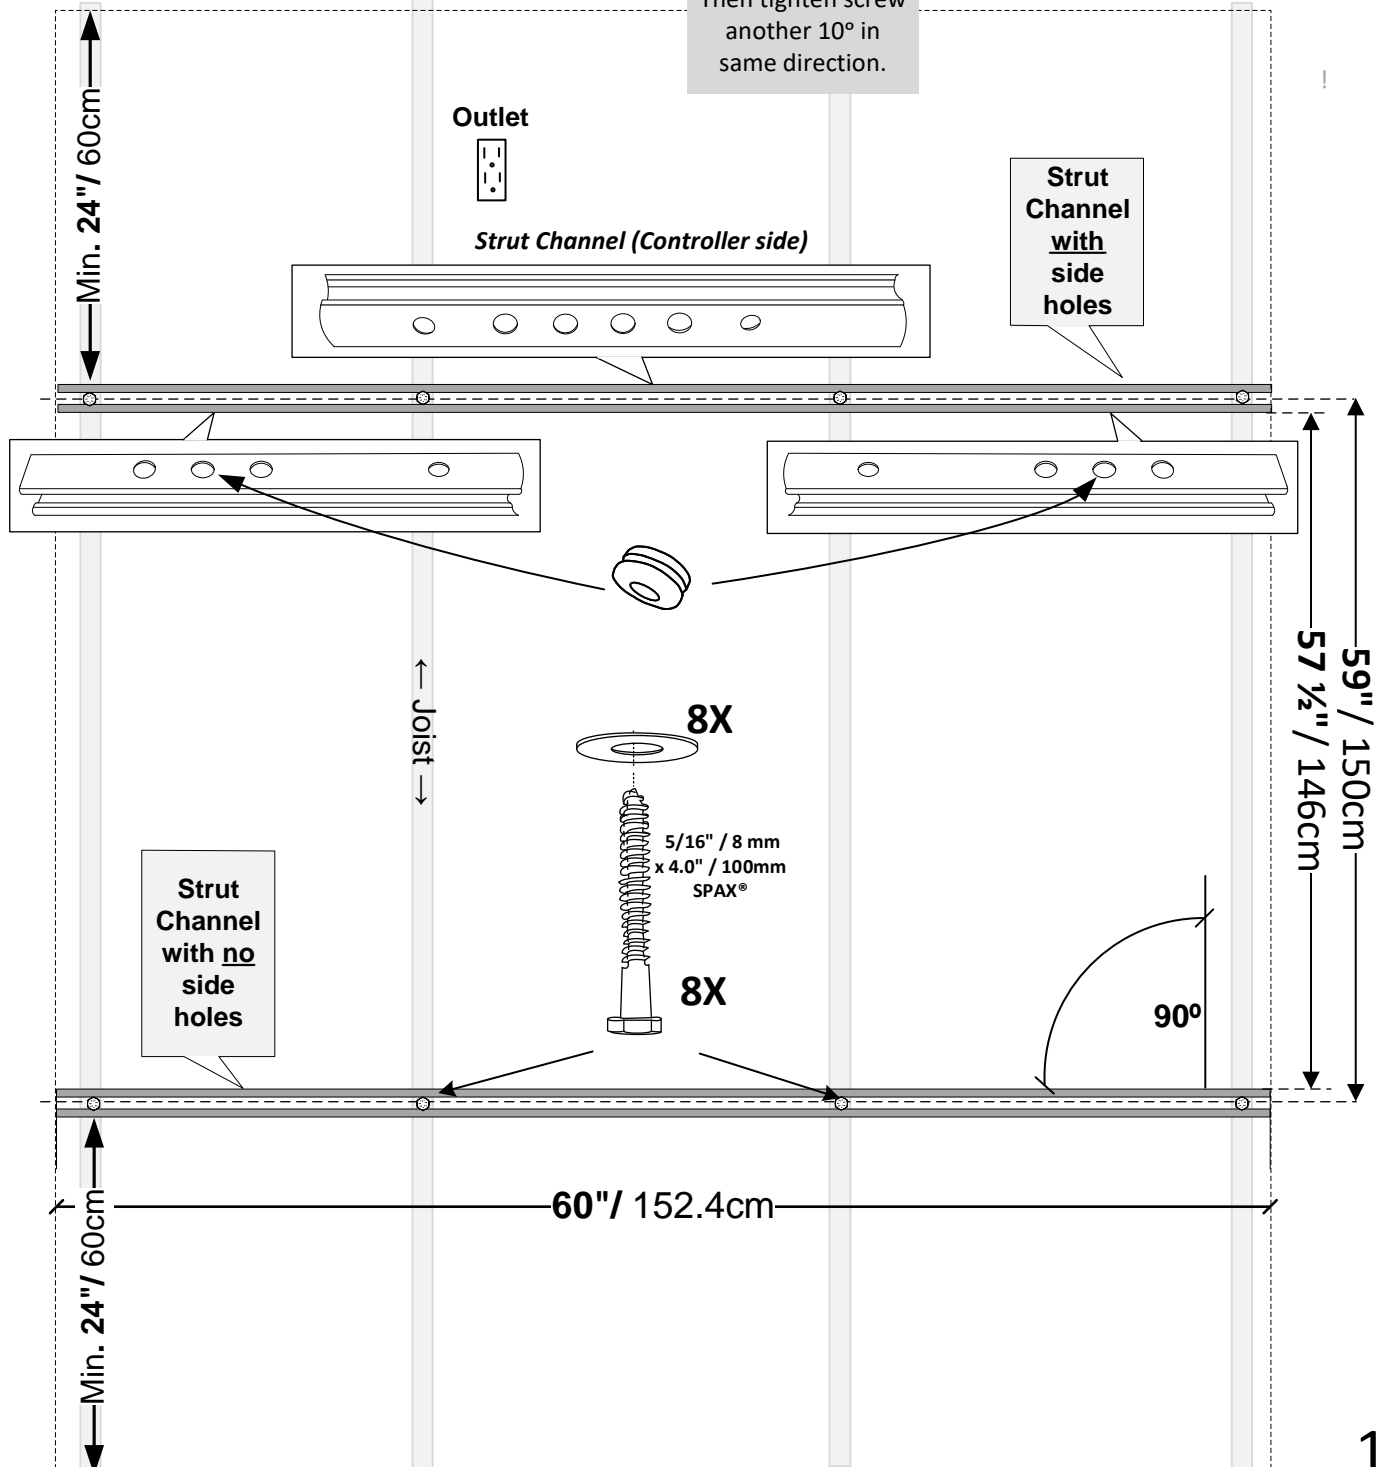 Then tighten screw
another 10° in
same direction.
!
Outlet
Min. 24"/ 60cm
Strut
Channel
with
side
holes
Strut Channel (Controller side)
57 ½" / 146cm
59" / 150cm
← Joist →
8X
5/16" / 8 mm
x 4.0" / 100mm
SPAX®
8X
Strut
Channel
with no
side
holes
90º
60"/ 152.4cm
Min. 24"/ 60cm
1